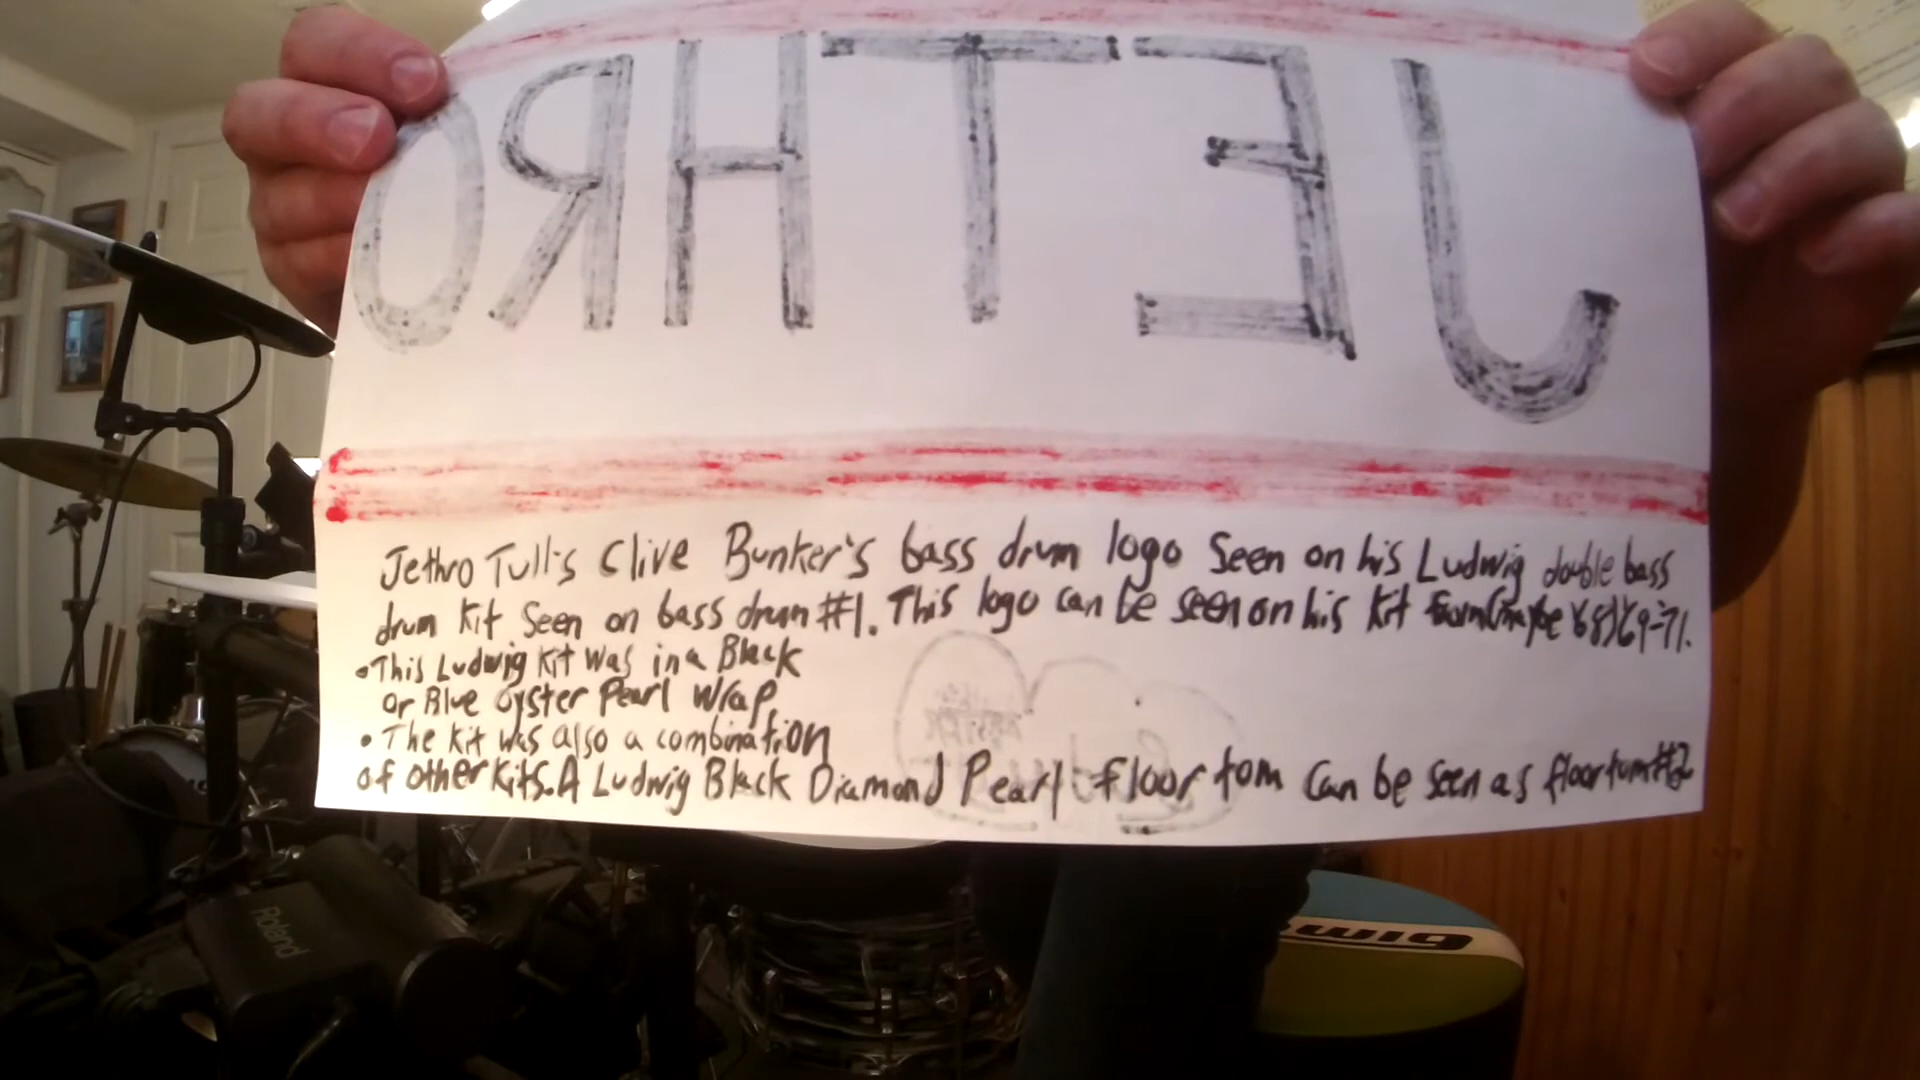 JETHRO
Jethro Tull's Clive Bunker's bass drum logo Seen on his Ludwig double bass
drum Kit Seen on bass drum #1. This logo can be seen on his Kit from(maybe '68)'69-'71.
•This Ludwig Kit Was in a Black
or Blue Oyster Pearl Wrap.
•The Kit was also a combination
of other Kits.A Ludwig Black Diamond Pearl floor tom Can be Seen as floor tom#2
Roland